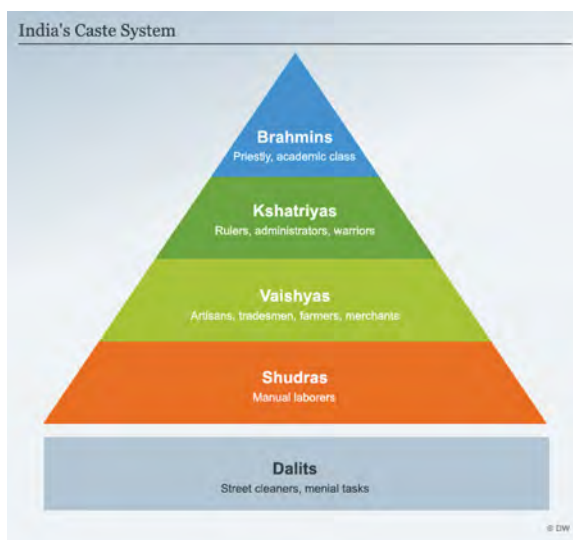 India's Caste System
Brahmins
Priestly, academic class
Kshatriyas
Rulers, administrators, warriors
Vaishyas
Artisans, tradesmen, farmers, merchants
Shudras
Manual laborers
Dalits
Street cleaners, menial tasks
© DW